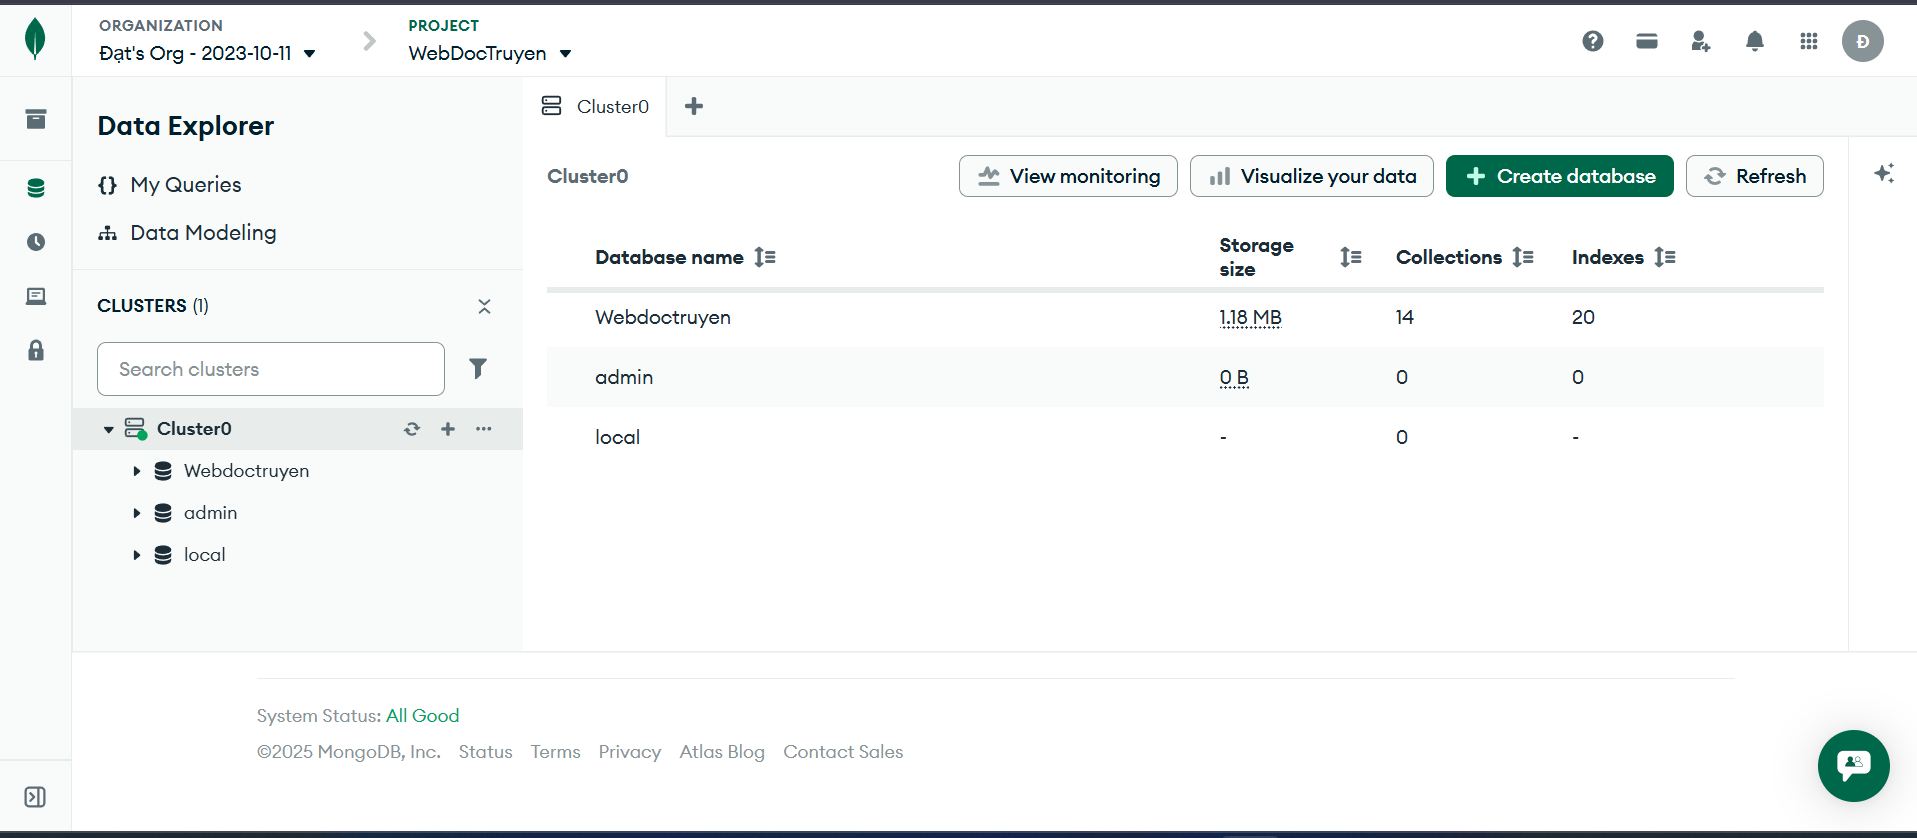 ORGANIZATION
Đạt's Org - 2023-10-11
PROJECT
WebDocTruyen
Đ
Data Explorer
My Queries
Data Modeling
CLUSTERS (1)
Search clusters
Cluster0
Webdoctruyen
admin
local
Cluster0
Cluster0
View monitoring
Visualize your data
Create database
Refresh
Database name
Storage size
Collections
Indexes
Webdoctruyen 1.18 MB 14 20
admin 0 B 0 0
local - 0 -
System Status: All Good
©2025 MongoDB, Inc. Status Terms Privacy Atlas Blog Contact Sales